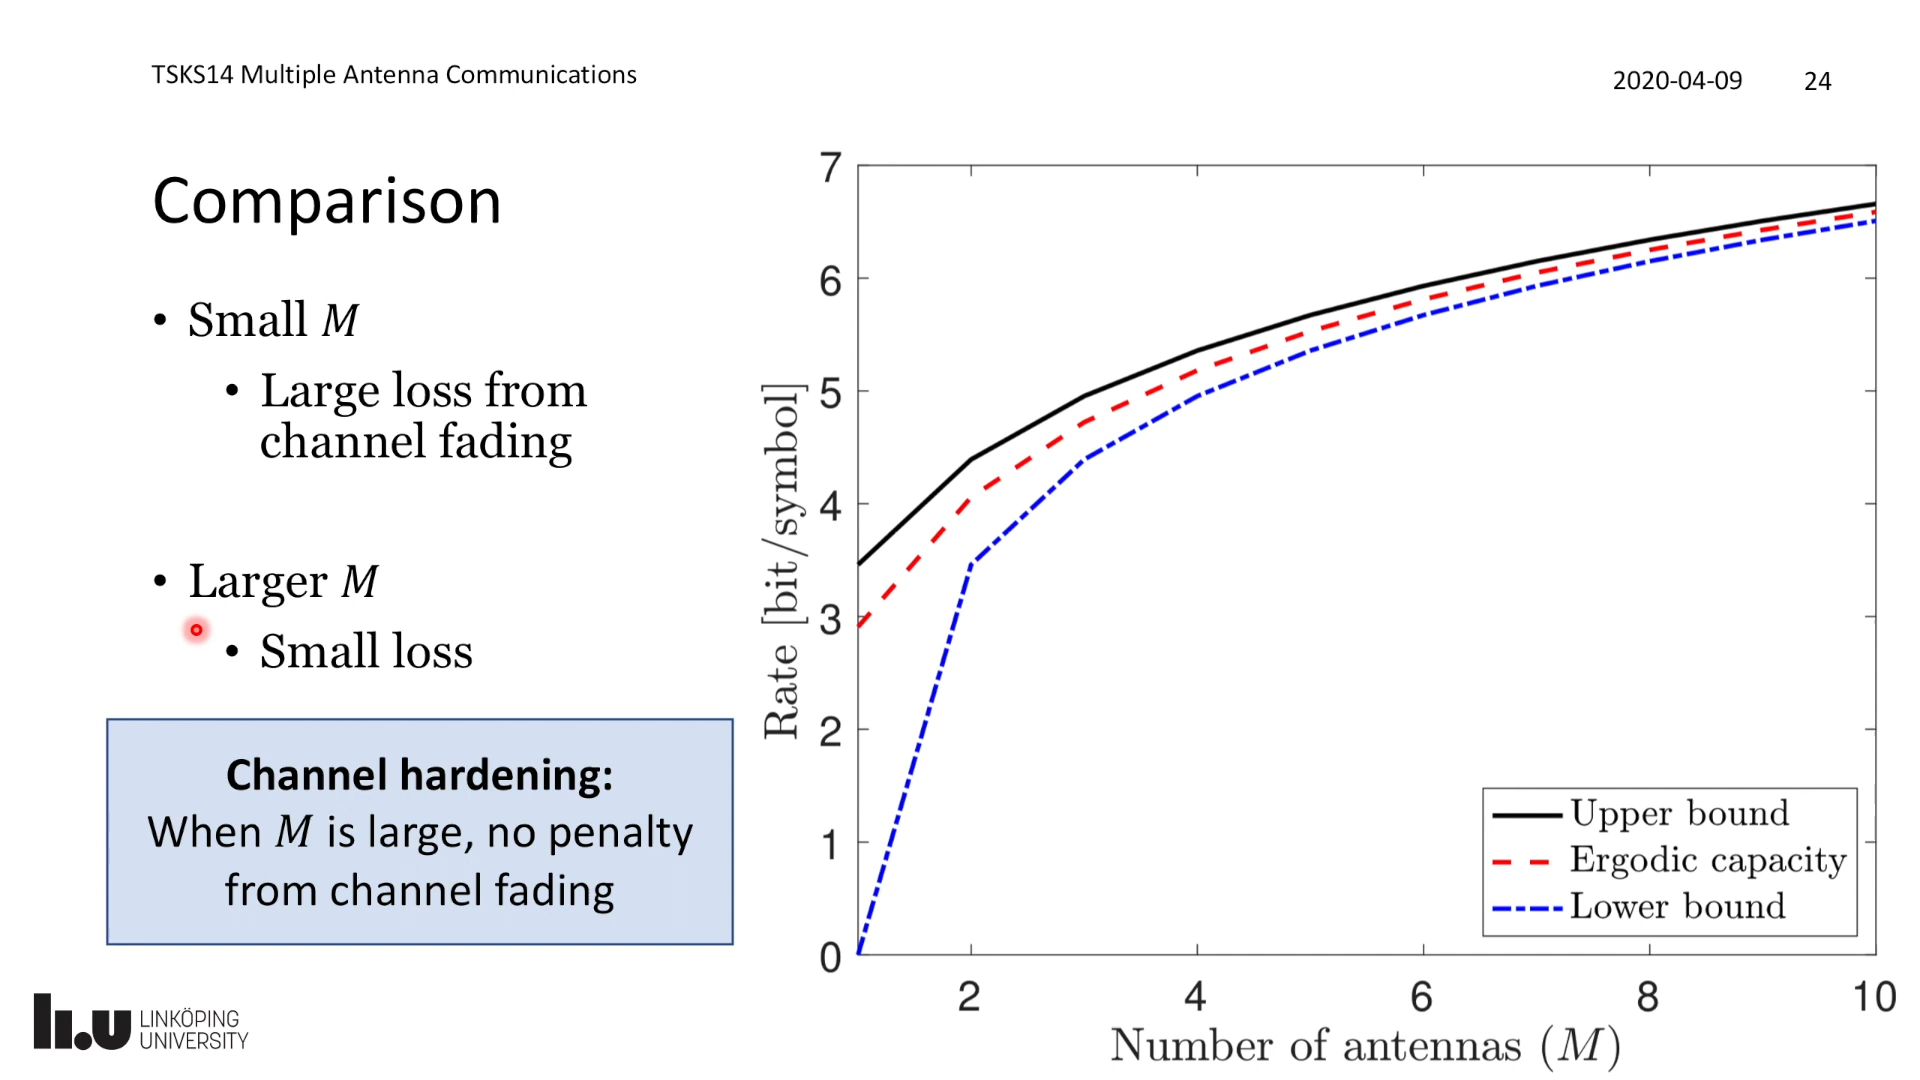 TSKS14 Multiple Antenna Communications
2020-04-09
24
Comparison
• Small M
• Large loss from
channel fading
• Larger M
• Small loss
Channel hardening:
When M is large, no penalty
from channel fading
LINKÖPING
UNIVERSITY
li.u
Rate [bit/symbol]
7
6
5
4
3
2
1
0
2
4
6
8
10
Number of antennas (M)
Upper bound
Ergodic capacity
Lower bound